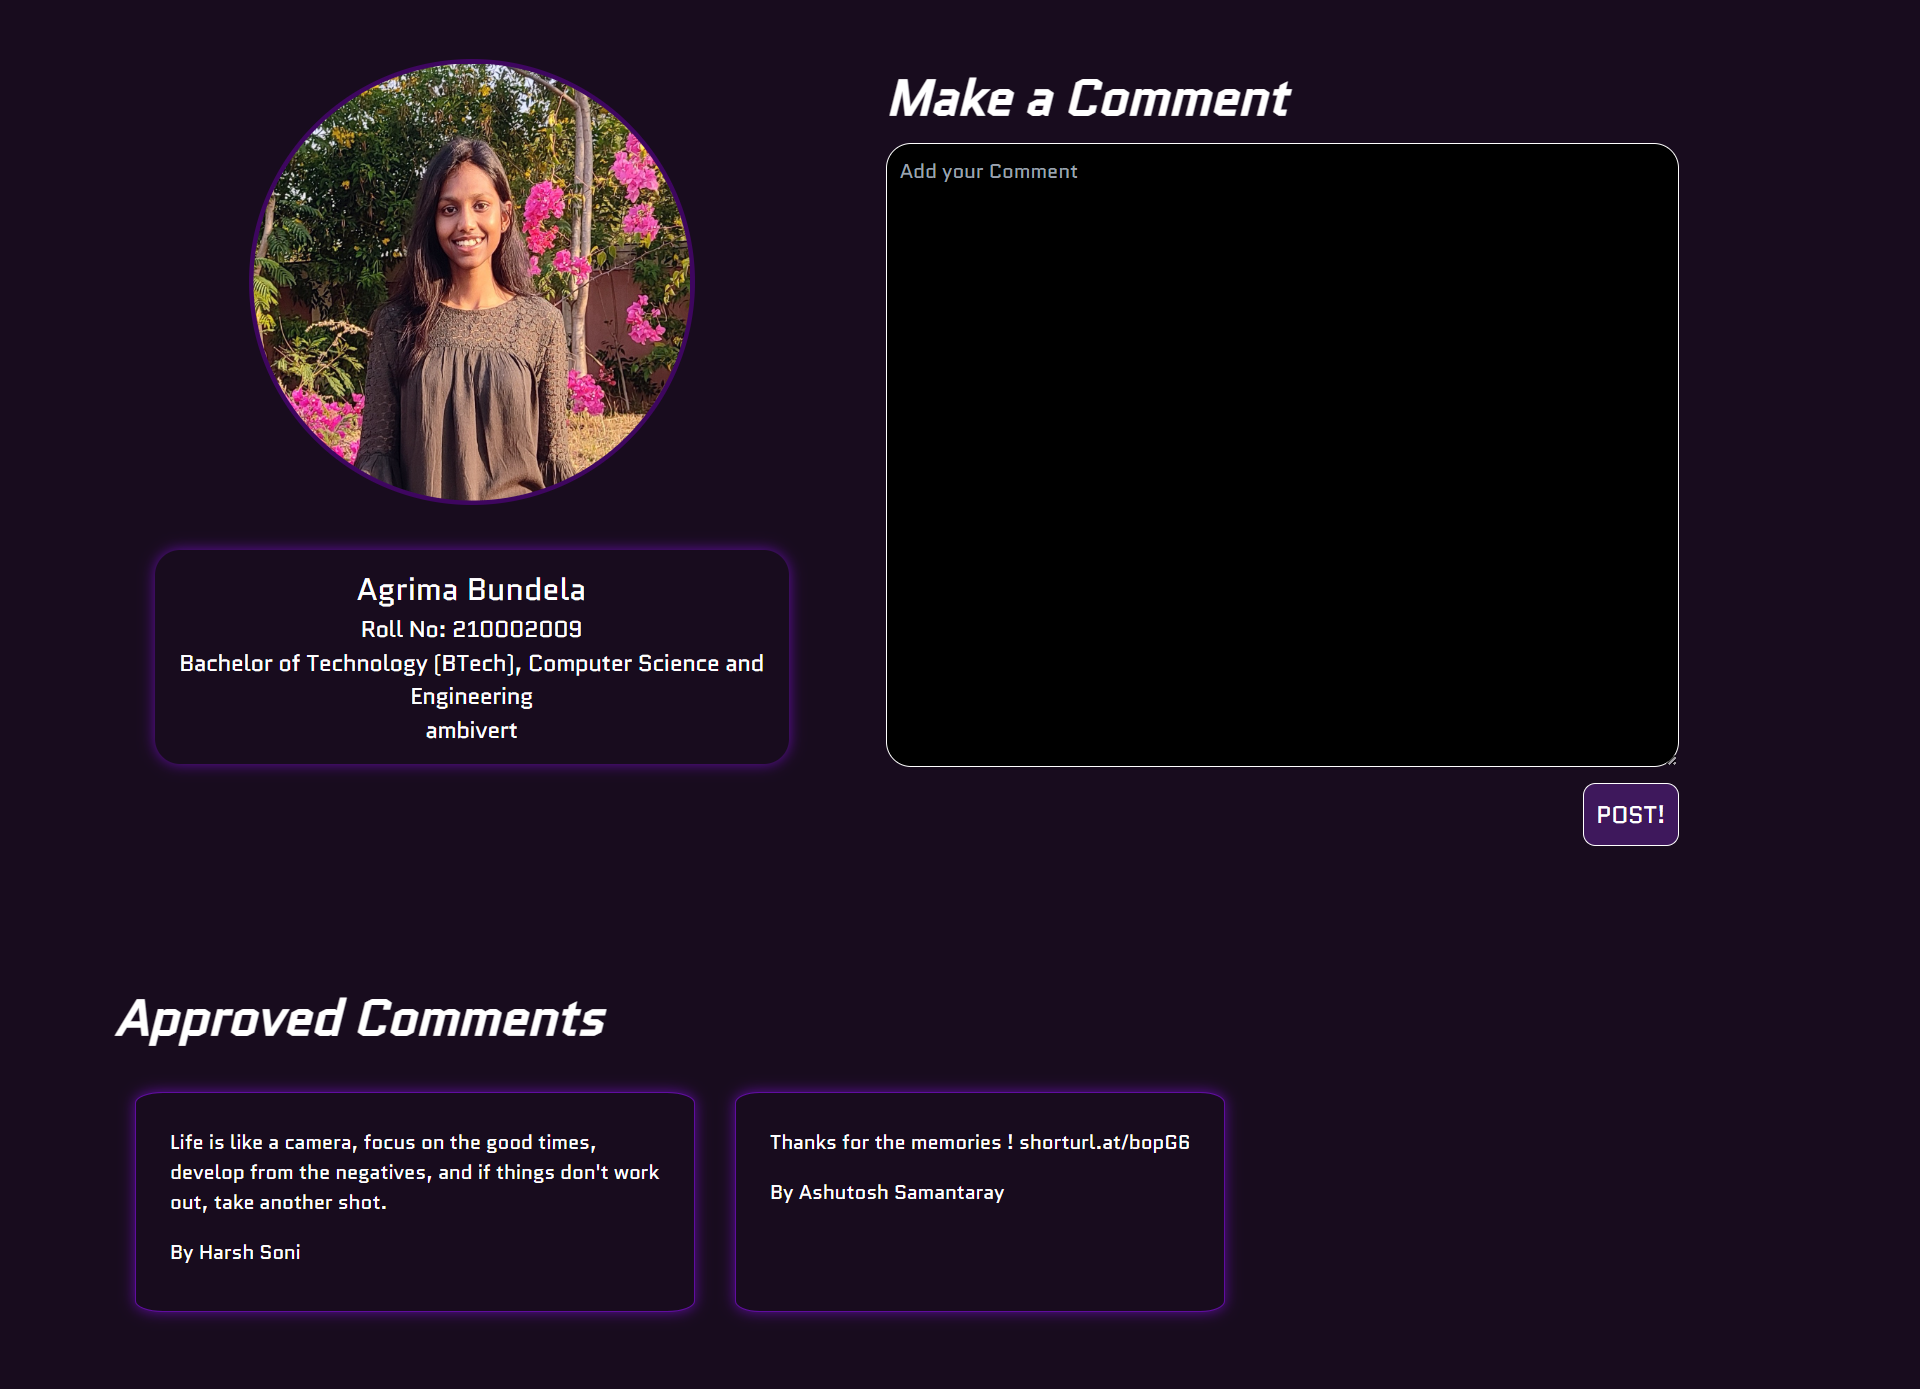 Make a Comment
Add your Comment
Agrima Bundela
Roll No: 210002009
Bachelor of Technology (BTech), Computer Science and
Engineering
ambivert
POST!
Approved Comments
Life is like a camera, focus on the good times,
develop from the negatives, and if things don't work
out, take another shot.
By Harsh Soni
Thanks for the memories ! shorturl.at/bopG6
By Ashutosh Samantaray